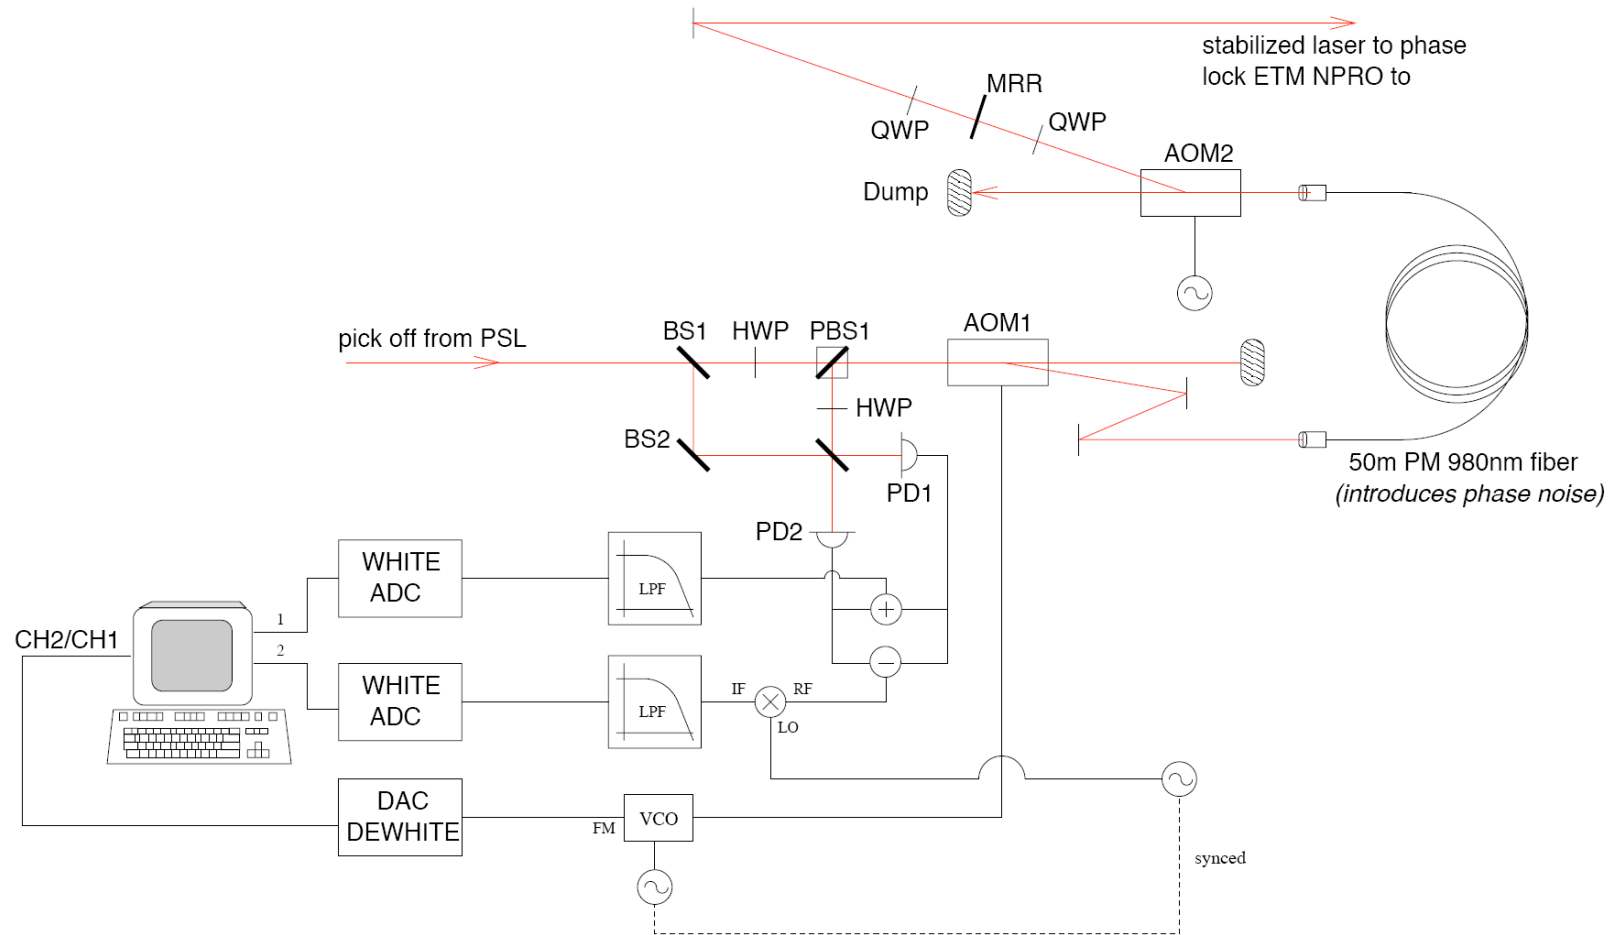 stabilized laser to phase
lock ETM NPRO to
MRR
QWP
QWP
AOM2
Dump
pick off from PSL
BS1
HWP
PBS1
AOM1
HWP
BS2
PD1
50m PM 980nm fiber
(introduces phase noise)
PD2
WHITE
ADC
LPF
+
1
CH2/CH1
2
−
WHITE
ADC
LPF
IF
RF
LO
DAC
DEWHITE
FM
VCO
synced